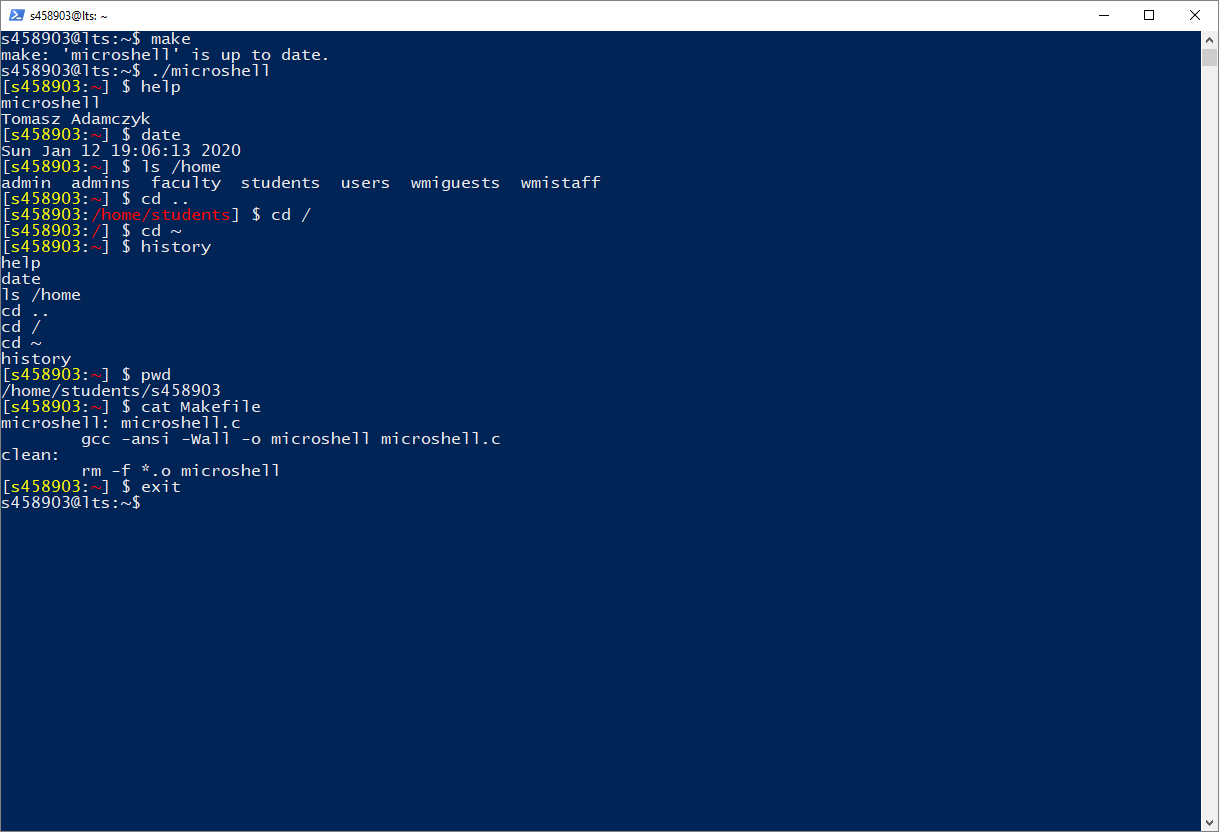 s458903@lts: ~
s458903@lts:~$ make
make: 'microshell' is up to date.
s458903@lts:~$ ./microshell
[s458903:~] $ help
microshell
Tomasz Adamczyk
[s458903:~] $ date
Sun Jan 12 19:06:13 2020
[s458903:~] $ ls /home
admin  admins  faculty  students  users  wmiguests  wmistaff
[s458903:~] $ cd ..
[s458903:/home/students] $ cd /
[s458903:/] $ cd ~
[s458903:~] $ history
help
date
ls /home
cd ..
cd /
cd ~
history
[s458903:~] $ pwd
/home/students/s458903
[s458903:~] $ cat Makefile
microshell: microshell.c
        gcc -ansi -Wall -o microshell microshell.c
clean:
        rm -f *.o microshell
[s458903:~] $ exit
s458903@lts:~$